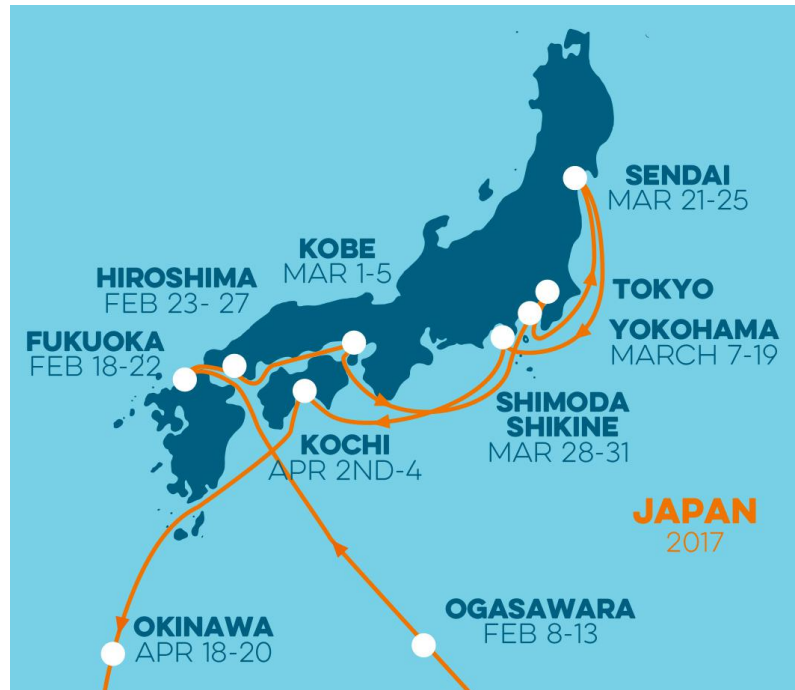 SENDAI
MAR 21-25
KOBE
MAR 1-5
HIROSHIMA
FEB 23- 27
TOKYO
FUKUOKA
FEB 18-22
YOKOHAMA
MARCH 7-19
SHIMODA
SHIKINE
MAR 28-31
KOCHI
APR 2ND-4
JAPAN
2017
OGASAWARA
FEB 8-13
OKINAWA
APR 18-20